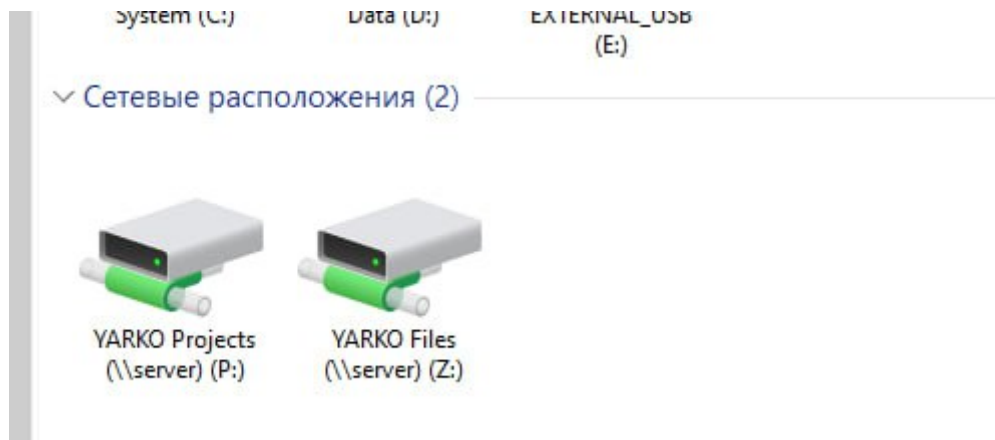 System (C:)
Data (D:)
EXTERNAL_USB
(E:)
Сетевые расположения (2)
YARKO Projects
(\\server) (P:)
YARKO Files
(\\server) (Z:)